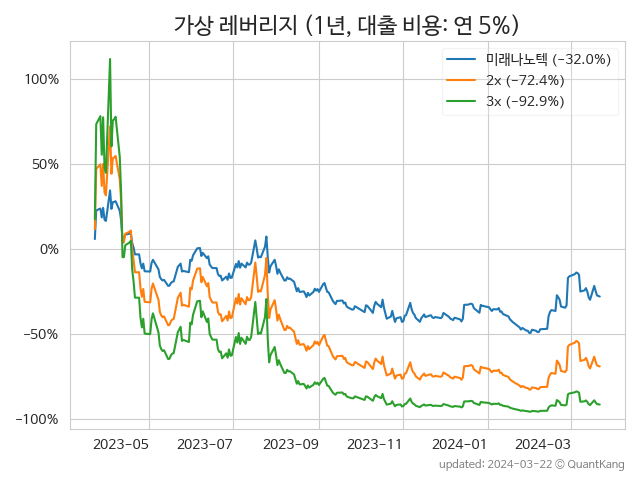 가상 레버리지 (1년, 대출 비용: 연 5%)
미래나노텍 (-32.0%)
2x (-72.4%)
3x (-92.9%)
100%
50%
0%
−50%
−100%
2023-05 2023-07 2023-09 2023-11 2024-01 2024-03
updated: 2024-03-22 © QuantKang